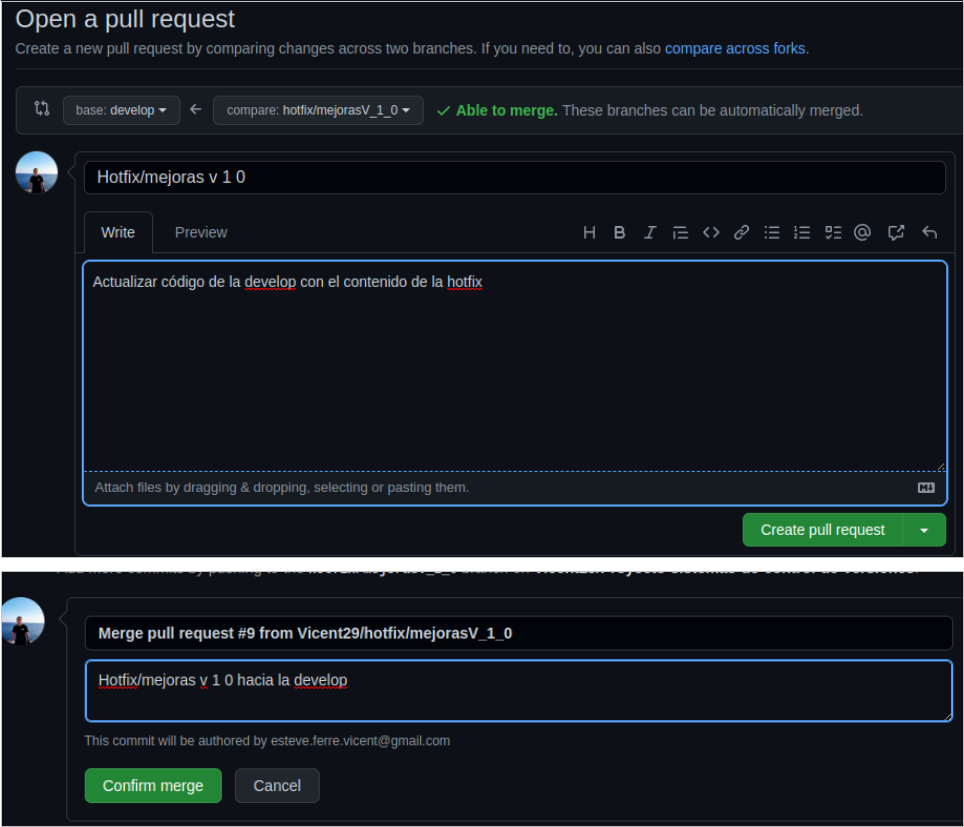 Open a pull request
Create a new pull request by comparing changes across two branches. If you need to, you can also compare across forks.
base: develop compare: hotfix/mejorasV_1_0 Able to merge. These branches can be automatically merged.
Hotfix/mejoras v 1 0
Write Preview
Actualizar código de la develop con el contenido de la hotfix
Attach files by dragging & dropping, selecting or pasting them.
Create pull request
Merge pull request #9 from Vicent29/hotfix/mejorasV_1_0
Hotfix/mejoras v 1 0 hacia la develop
This commit will be authored by esteve.ferre.vicent@gmail.com
Confirm merge Cancel